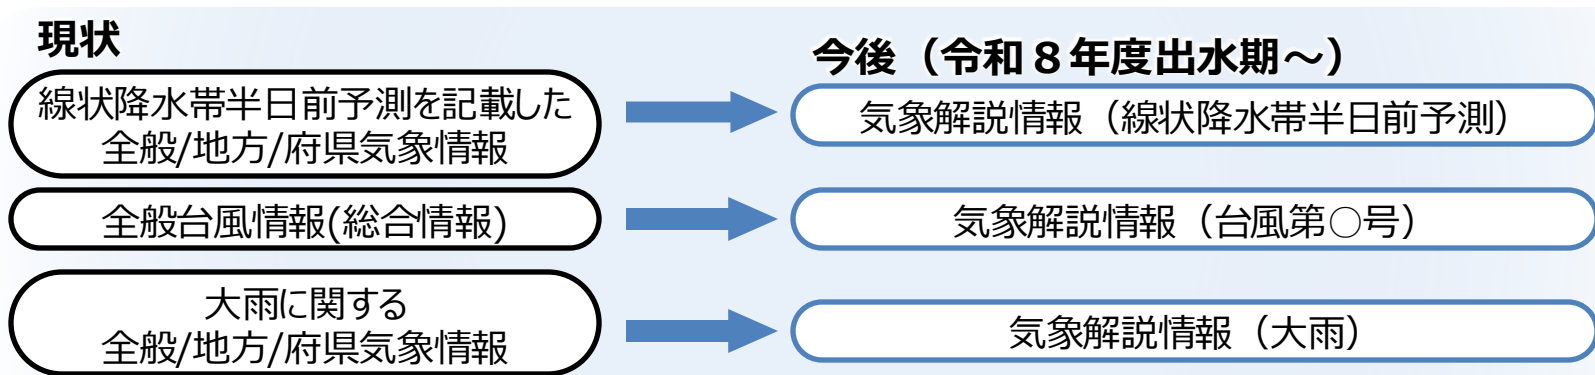 現状
今後（令和８年度出水期～）
線状降水帯半日前予測を記載した
全般/地方/府県気象情報
気象解説情報（線状降水帯半日前予測）
全般台風情報(総合情報)
気象解説情報（台風第○号）
大雨に関する
全般/地方/府県気象情報
気象解説情報（大雨）